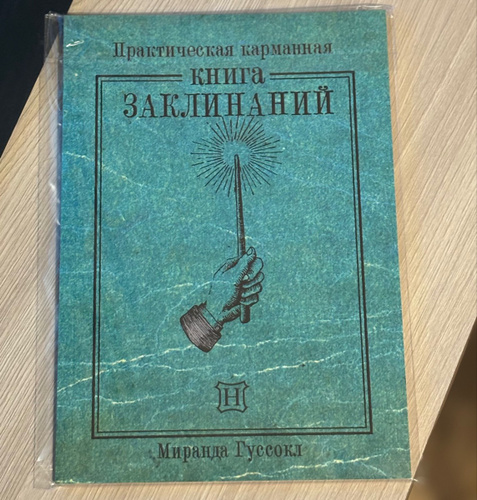 Практическая карманная
книга
ЗАКЛИНАНИЙ
Н
Миранда Гуссокл